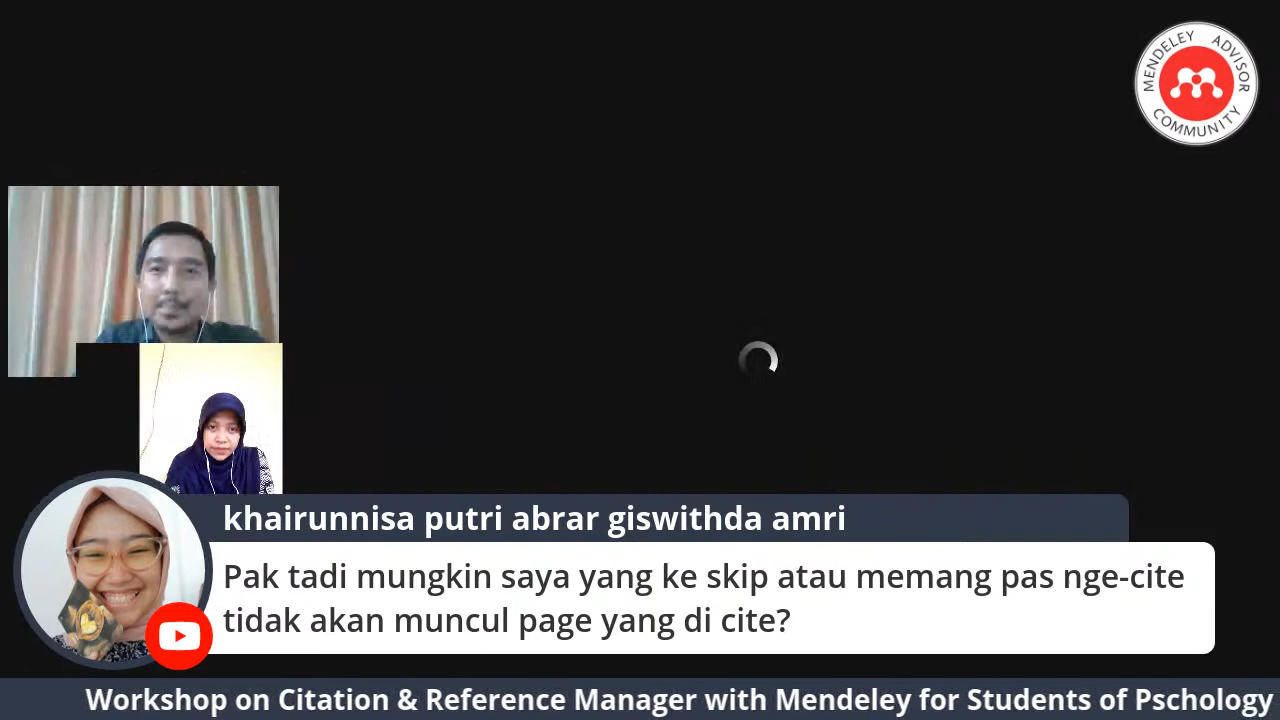 MENDELEY ADVISOR
COMMUNITY
khairunnisa putri abrar giswithda amri
Pak tadi mungkin saya yang ke skip atau memang pas nge-cite
tidak akan muncul page yang di cite?
Workshop on Citation & Reference Manager with Mendeley for Students of Pschology